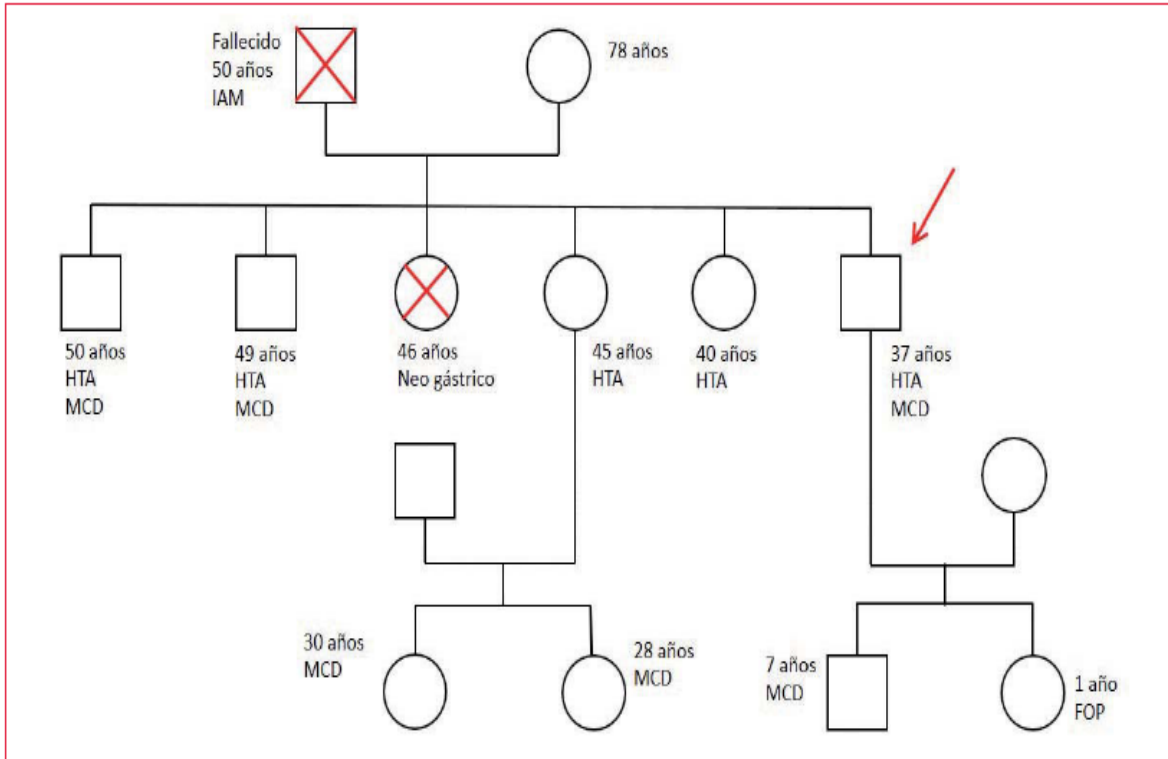 Fallecido
50 años
IAM
78 años
50 años
HTA
MCD
49 años
HTA
MCD
46 años
Neo gástrico
45 años
HTA
40 años
HTA
37 años
HTA
MCD
30 años
MCD
28 años
MCD
7 años
MCD
1 año
FOP